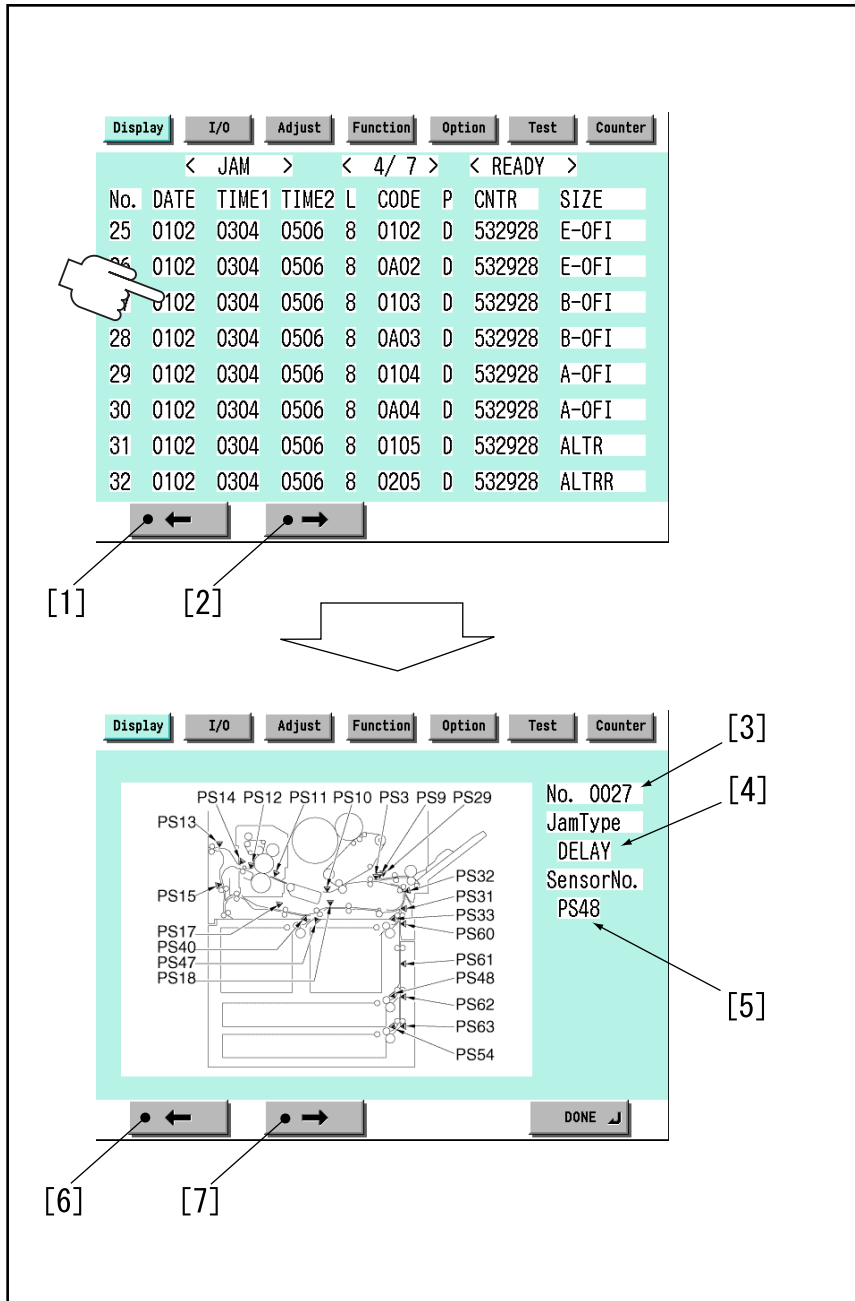 Display I/O Adjust Function Option Test Counter
< JAM > < 4/ 7 > < READY >
No. DATE TIME1 TIME2 L CODE P CNTR SIZE
25 0102 0304 0506 8 0102 D 532928 E-OFI
0102 0304 0506 8 0A02 D 532928 E-OFI
0102 0304 0506 8 0103 D 532928 B-OFI
28 0102 0304 0506 8 0A03 D 532928 B-OFI
29 0102 0304 0506 8 0104 D 532928 A-OFI
30 0102 0304 0506 8 0A04 D 532928 A-OFI
31 0102 0304 0506 8 0105 D 532928 ALTR
32 0102 0304 0506 8 0205 D 532928 ALTRR
[1] [2]
Display I/O Adjust Function Option Test Counter
[3]
No. 0027
[4]
JamType
DELAY
SensorNo.
PS48
[5]
PS14 PS12 PS11 PS10 PS3 PS9 PS29
PS13
PS15
PS17
PS40
PS47
PS18
PS32
PS31
PS33
PS60
PS61
PS48
PS62
PS63
PS54
DONE
[6] [7]